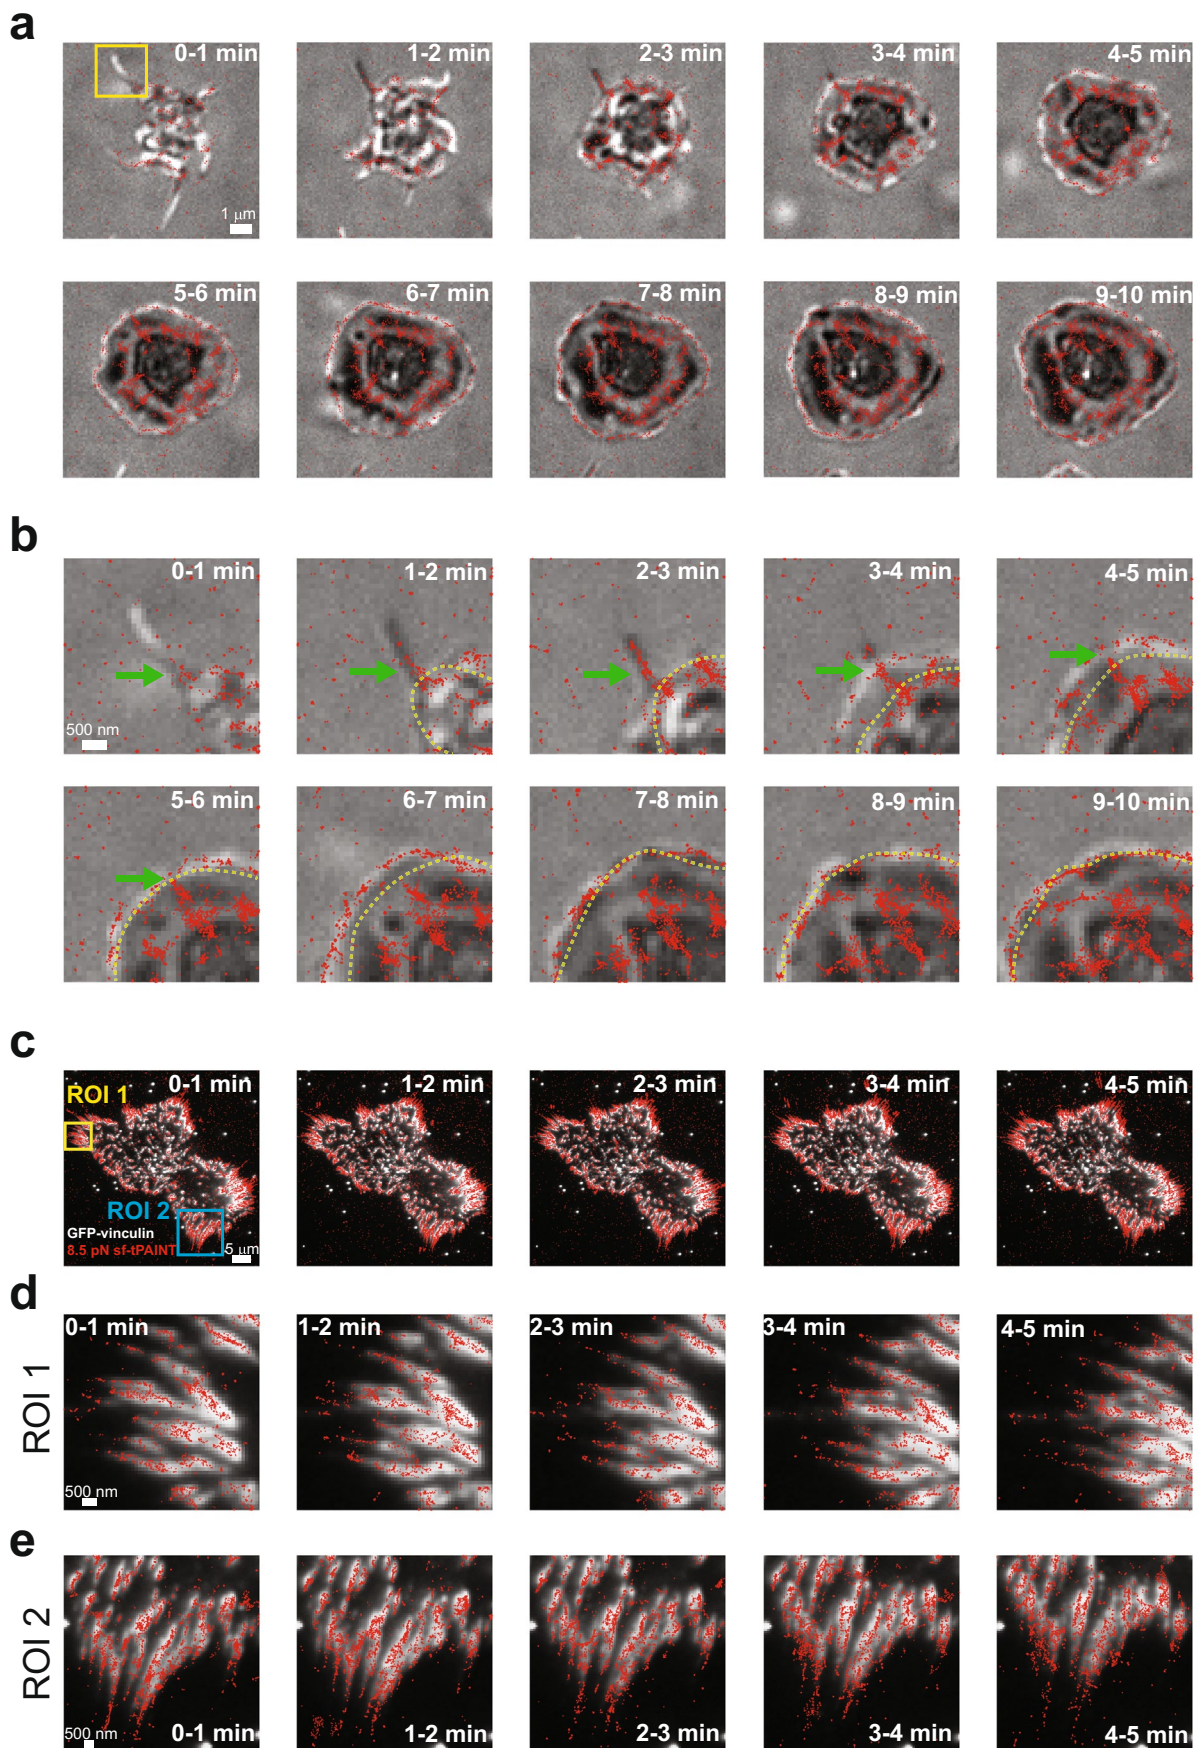 a
0-1 min
1-2 min
2-3 min
3-4 min
4-5 min
1 μm
5-6 min
6-7 min
7-8 min
8-9 min
9-10 min
b
0-1 min
1-2 min
2-3 min
3-4 min
4-5 min
500 nm
5-6 min
6-7 min
7-8 min
8-9 min
9-10 min
c
0-1 min
1-2 min
2-3 min
3-4 min
4-5 min
ROI 1
ROI 2
GFP-vinculin
8.5 pN sf-tPAINT
5 μm
d
ROI 1
0-1 min
1-2 min
2-3 min
3-4 min
4-5 min
500 nm
e
ROI 2
500 nm
0-1 min
1-2 min
2-3 min
3-4 min
4-5 min